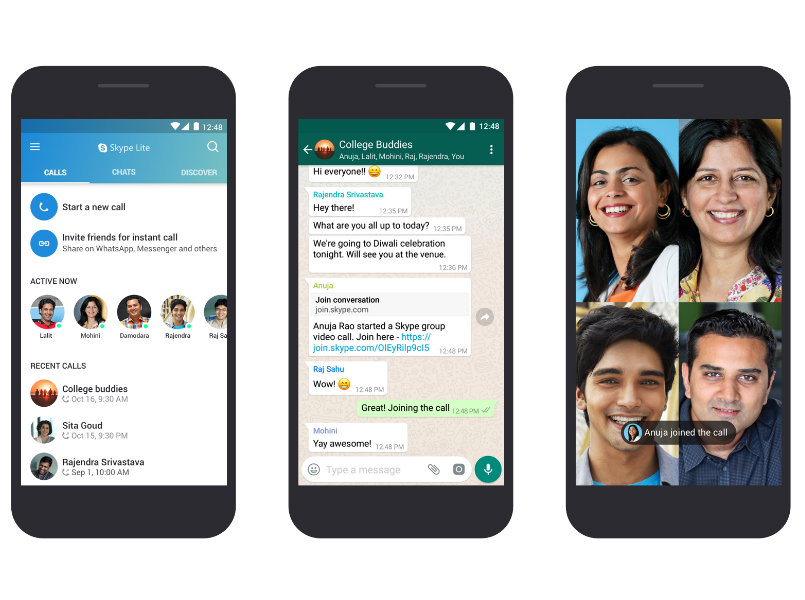 12:48
Skype Lite
CALLS CHATS DISCOVER
Start a new call
Invite friends for instant call
Share on WhatsApp, Messenger and others
ACTIVE NOW
Lalit Mohini Damodara Rajendra Raj Sa
RECENT CALLS
College buddies
Oct 16, 9:30 AM
Sita Goud
Oct 15, 9:30 PM
Rajendra Srivastava
Sep 1, 10:00 AM
12:48
College Buddies
Anuja, Lalit, Mohini, Raj, Rajendra, You
Hi everyone!! 12:32 PM
Rajendra Srivastava
Hey there! 12:35 PM
What are you all up to today? 12:35 PM
We're going to Diwali celebration
tonight. Will see you at the venue.
12:36 PM
Anuja
Join conversation
join.skype.com
Anuja Rao started a Skype group
video call. Join here - https://
join.skype.com/OIEyRilp9cI5 12:48 PM
Raj Sahu
Wow! 12:48 PM
Great! Joining the call 12:48 PM
Mohini
Yay awesome! 12:48 PM
Type a message
Anuja joined the call